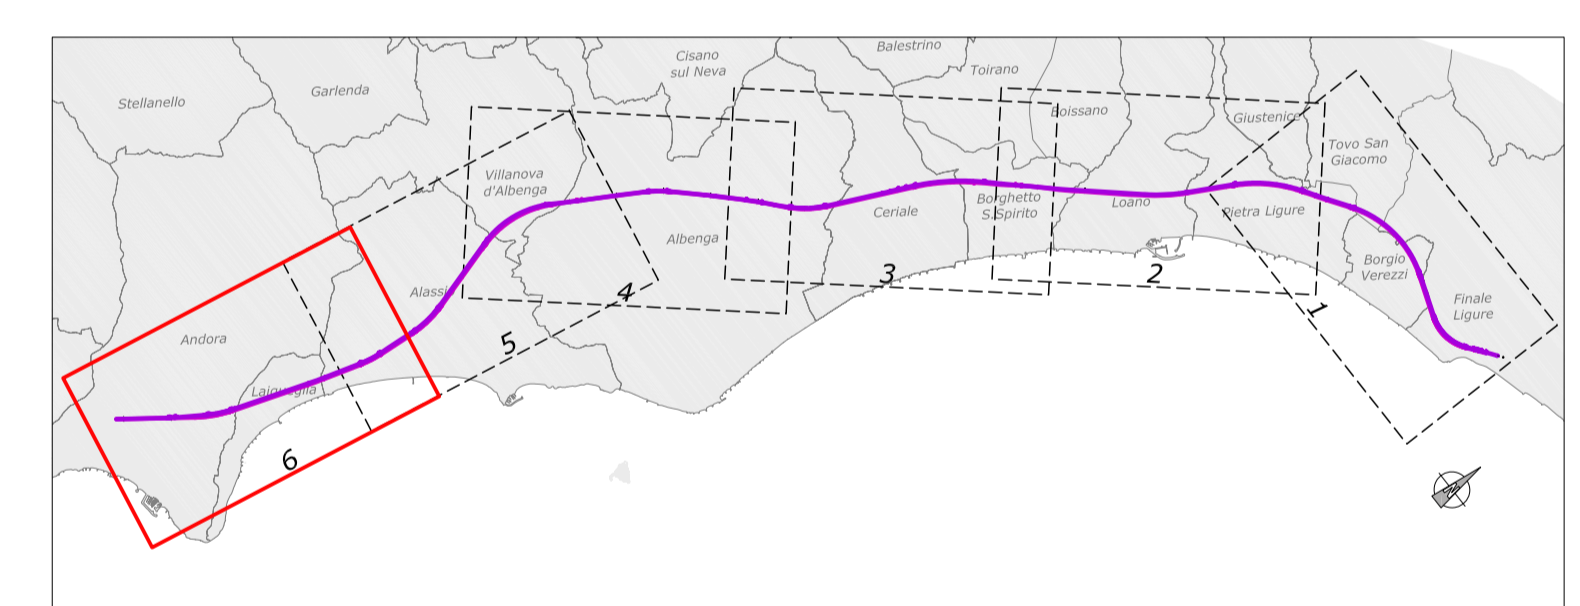 Balestrino
Cisano
sul Neva
Toirano
Garlenda
Stellanello
Boissano
Giustenice
Tovo San
Giacomo
Villanova
d'Albenga
Borghetto
S.Spirito
Loano
Ceriale
Pietra Ligure
Albenga
Borgio
Verezzi
3
2
Alassi
4
1
Finale
Ligure
Andora
5
Laigueglia
6
N